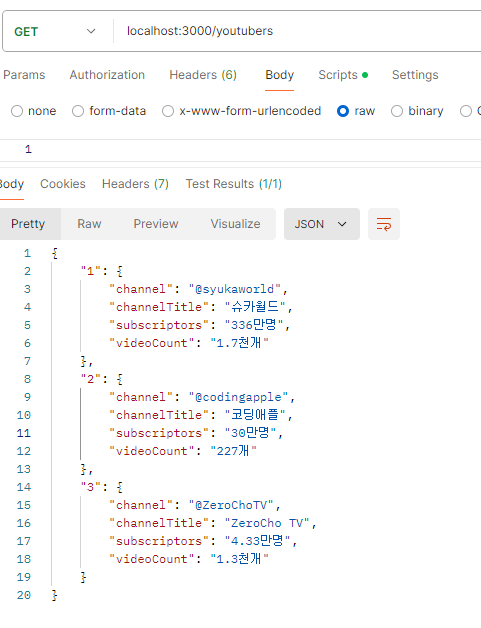 GET localhost:3000/youtubers
Params Authorization Headers (6) Body Scripts Settings
none form-data x-www-form-urlencoded raw binary
1
Body Cookies Headers (7) Test Results (1/1)
Pretty Raw Preview Visualize JSON
1 {
2 "1": {
3 "channel": "@syukaworld",
4 "channelTitle": "슈카월드",
5 "subscriptors": "336만명",
6 "videoCount": "1.7천개"
7 },
8 "2": {
9 "channel": "@codingapple",
10 "channelTitle": "코딩애플",
11 "subscriptors": "30만명",
12 "videoCount": "227개"
13 },
14 "3": {
15 "channel": "@ZeroChoTV",
16 "channelTitle": "ZeroCho TV",
17 "subscriptors": "4.33만명",
18 "videoCount": "1.3천개"
19 }
20 }